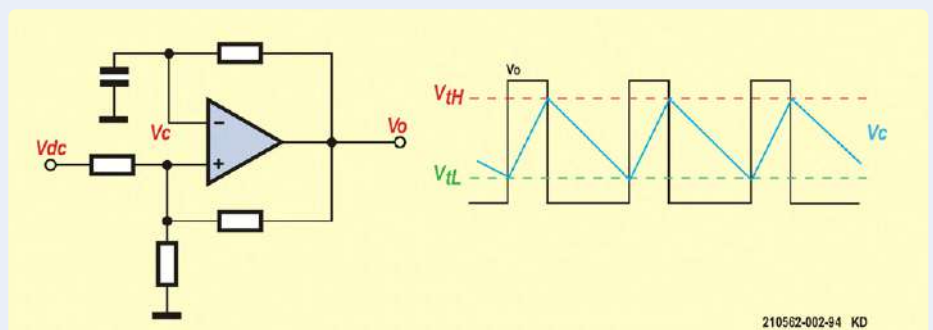 Vdc
Vc
−
+
Vo
Vo
VtH
VtL
Vc
210562-002-94 KD